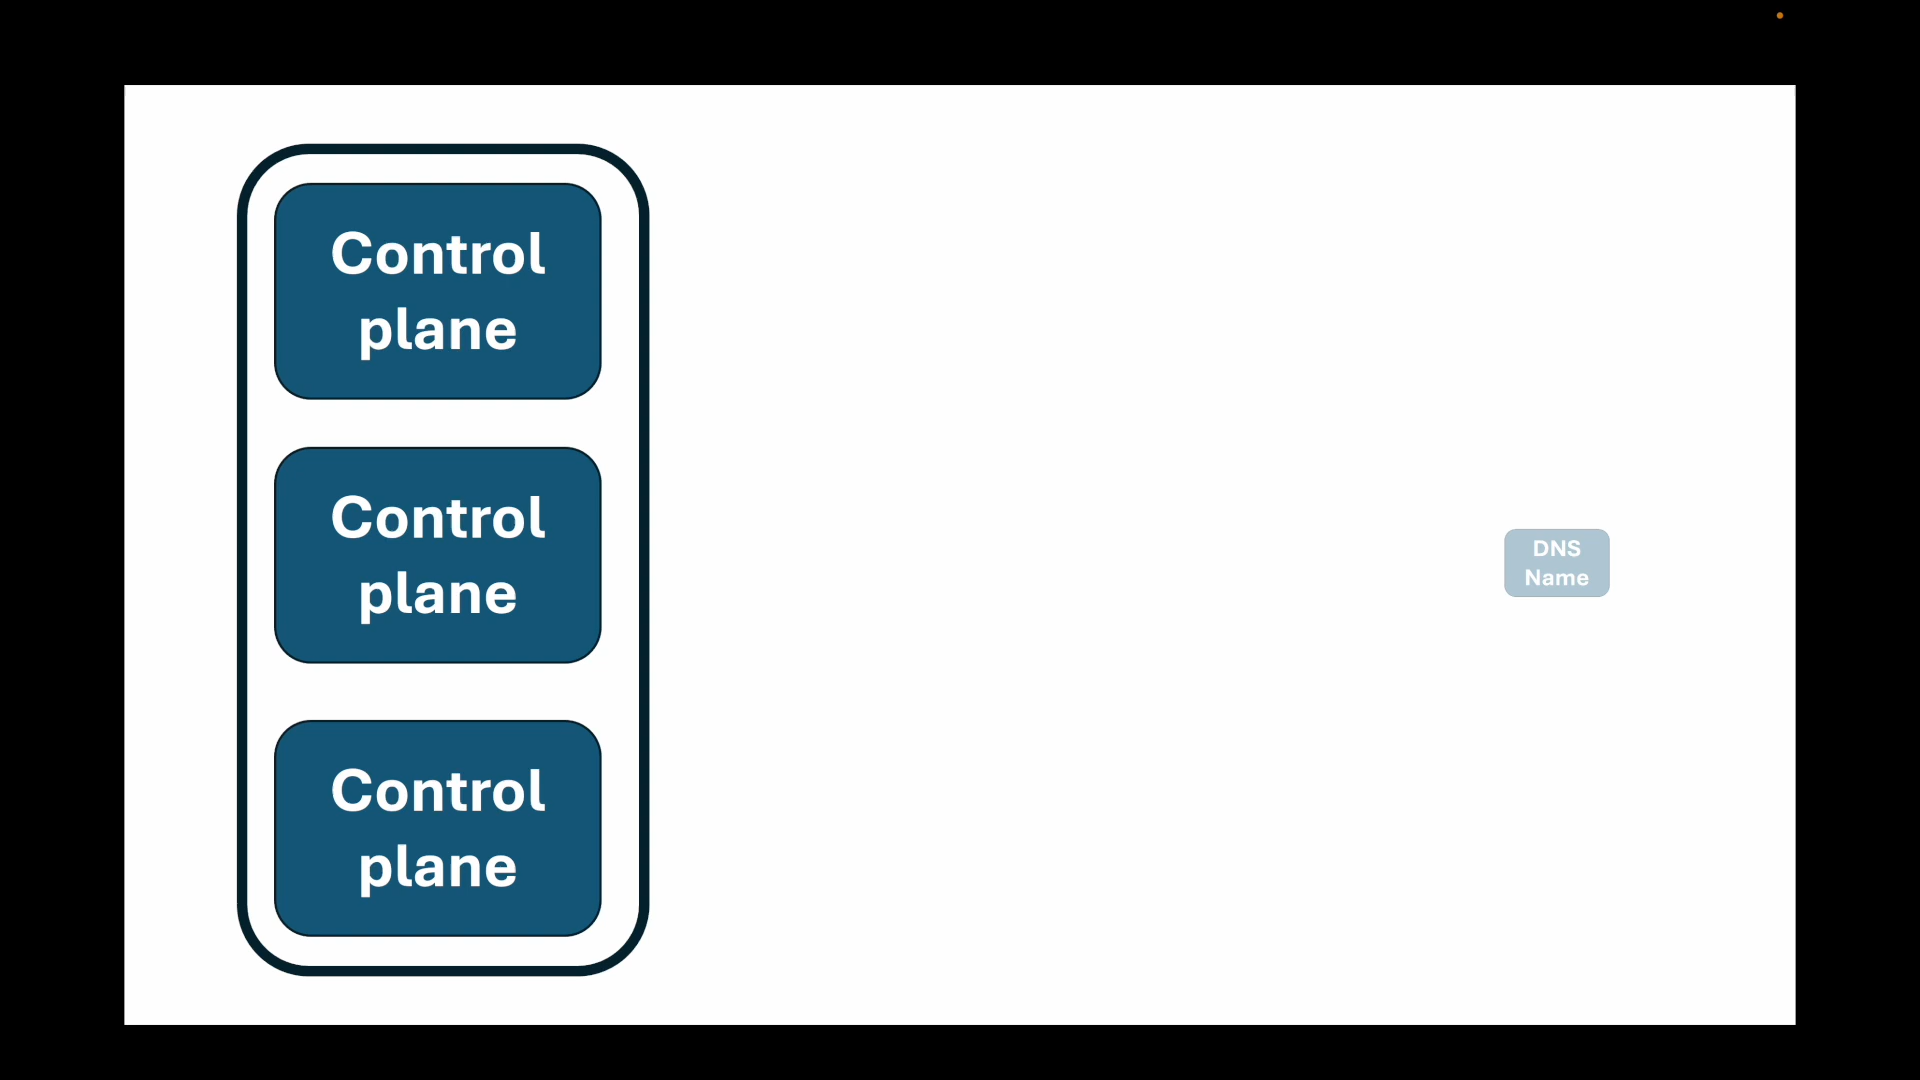 Control
plane
Control
plane
DNS
Name
Control
plane